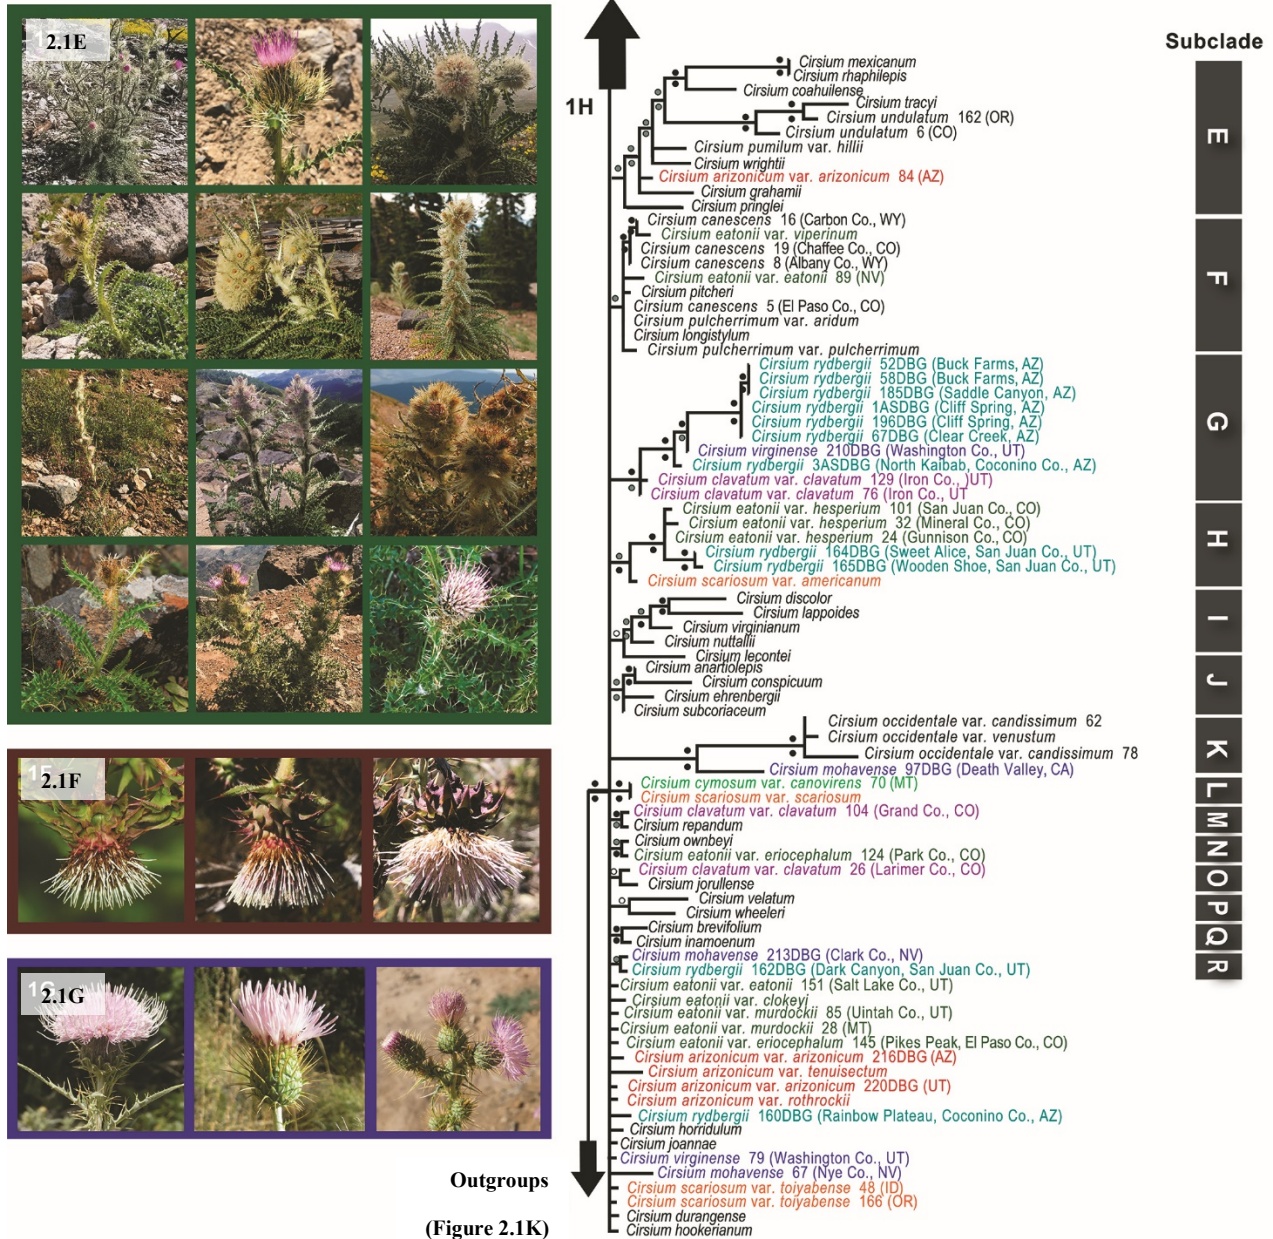 2.1E
2.1F
2.1G
Outgroups
(Figure 2.1K)
1H
Subclade
Cirsium mexicanum
Cirsium rhaphilepis
Cirsium coahuilense
Cirsium tracyi
Cirsium undulatum 162 (OR)
Cirsium undulatum 6 (CO)
Cirsium pumilum var. hillii
Cirsium wrightii
Cirsium arizonicum var. arizonicum 84 (AZ)
Cirsium grahamii
Cirsium pringlei
E
Cirsium canescens 16 (Carbon Co., WY)
Cirsium eatonii var. viperinum
Cirsium canescens 19 (Chaffee Co., CO)
Cirsium canescens 8 (Albany Co., WY)
Cirsium eatonii var. eatonii 89 (NV)
Cirsium pitcheri
Cirsium canescens 5 (El Paso Co., CO)
Cirsium pulcherrimum var. aridum
Cirsium longistylum
Cirsium pulcherrimum var. pulcherrimum
F
Cirsium rydbergii 52DBG (Buck Farms, AZ)
Cirsium rydbergii 58DBG (Buck Farms, AZ)
Cirsium rydbergii 185DBG (Saddle Canyon, AZ)
Cirsium rydbergii 1ASDBG (Cliff Spring, AZ)
Cirsium rydbergii 196DBG (Cliff Spring, AZ)
Cirsium rydbergii 67DBG (Clear Creek, AZ)
Cirsium virginense 210DBG (Washington Co., UT)
Cirsium rydbergii 3ASDBG (North Kaibab, Coconino Co., AZ)
Cirsium clavatum var. clavatum 129 (Iron Co., )UT)
Cirsium clavatum var. clavatum 76 (Iron Co., UT
G
Cirsium eatonii var. hesperium 101 (San Juan Co., CO)
Cirsium eatonii var. hesperium 32 (Mineral Co., CO)
Cirsium eatonii var. hesperium 24 (Gunnison Co., CO)
Cirsium rydbergii 164DBG (Sweet Alice, San Juan Co., UT)
Cirsium rydbergii 165DBG (Wooden Shoe, San Juan Co., UT)
Cirsium scariosum var. americanum
H
Cirsium discolor
Cirsium lappoides
Cirsium virginianum
Cirsium nuttallii
Cirsium lecontei
I
Cirsium anartiolepis
Cirsium conspicuum
Cirsium ehrenbergii
Cirsium subcoriaceum
J
Cirsium occidentale var. candissimum 62
Cirsium occidentale var. venustum
Cirsium occidentale var. candissimum 78
Cirsium mohavense 97DBG (Death Valley, CA)
K
Cirsium cymosum var. canovirens 70 (MT)
Cirsium scariosum var. scariosum
L
Cirsium clavatum var. clavatum 104 (Grand Co., CO)
Cirsium repandum
M
Cirsium ownbeyi
Cirsium eatonii var. eriocephalum 124 (Park Co., CO)
N
Cirsium clavatum var. clavatum 26 (Larimer Co., CO)
Cirsium jorullense
O
Cirsium velatum
Cirsium wheeleri
P
Cirsium brevifolium
Cirsium inamoenum
Q
Cirsium mohavense 213DBG (Clark Co., NV)
Cirsium rydbergii 162DBG (Dark Canyon, San Juan Co., UT)
R
Cirsium eatonii var. eatonii 151 (Salt Lake Co., UT)
Cirsium eatonii var. clokeyi
Cirsium eatonii var. murdockii 85 (Uintah Co., UT)
Cirsium eatonii var. murdockii 28 (MT)
Cirsium eatonii var. eriocephalum 145 (Pikes Peak, El Paso Co., CO)
Cirsium arizonicum var. arizonicum 216DBG (AZ)
Cirsium arizonicum var. tenuisectum
Cirsium arizonicum var. arizonicum 220DBG (UT)
Cirsium arizonicum var. rothrockii
Cirsium rydbergii 160DBG (Rainbow Plateau, Coconino Co., AZ)
Cirsium horridulum
Cirsium joannae
Cirsium virginense 79 (Washington Co., UT)
Cirsium mohavense 67 (Nye Co., NV)
Cirsium scariosum var. toiyabense 48 (ID)
Cirsium scariosum var. toiyabense 166 (OR)
Cirsium durangense
Cirsium hookerianum